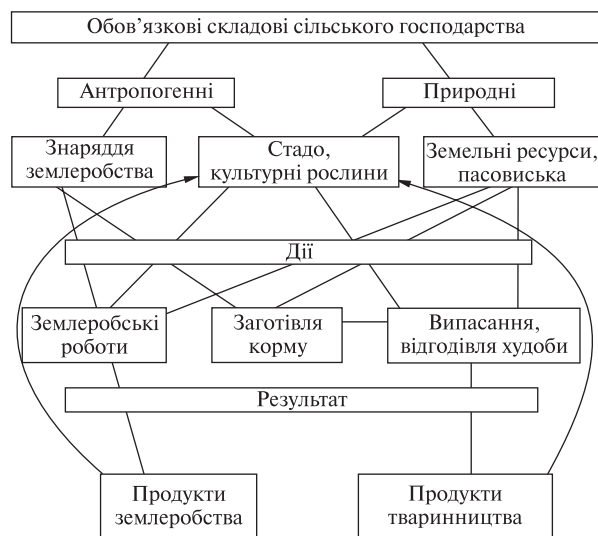 Обов’язкові складові сільського господарства
Антропогенні
Природні
Знаряддя
землеробства
Стадо,
культурні рослини
Земельні ресурси,
пасовиська
Дії
Землеробські
роботи
Заготівля
корму
Випасання,
відгодівля худоби
Результат
Продукти
землеробства
Продукти
тваринництва